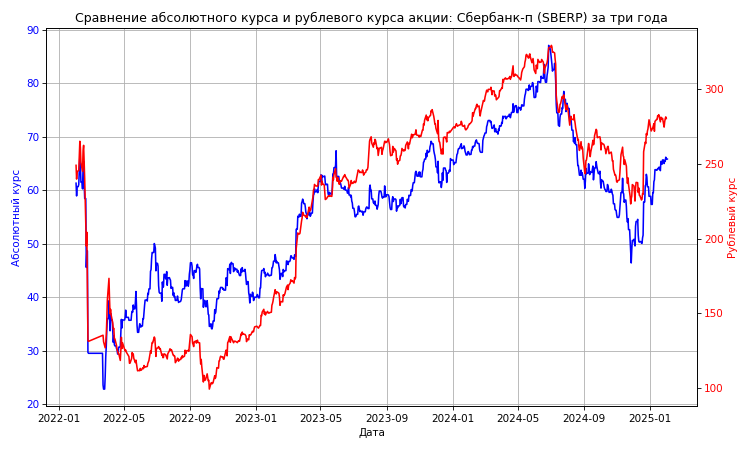 Сравнение абсолютного курса и рублевого курса акции: Сбербанк-п (SBERP) за три года
90
80
70
60
50
40
30
20
Абсолютный курс
300
250
200
150
100
Рублевый курс
2022-01 2022-05 2022-09 2023-01 2023-05 2023-09 2024-01 2024-05 2024-09 2025-01
Дата